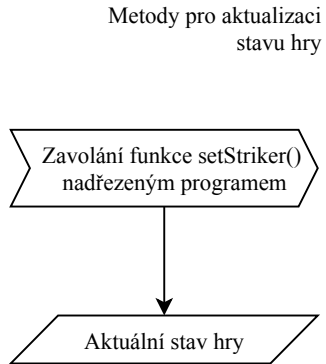 Metody pro aktualizaci
stavu hry
Zavolání funkce setStriker()
nadřezeným programem
Aktuální stav hry